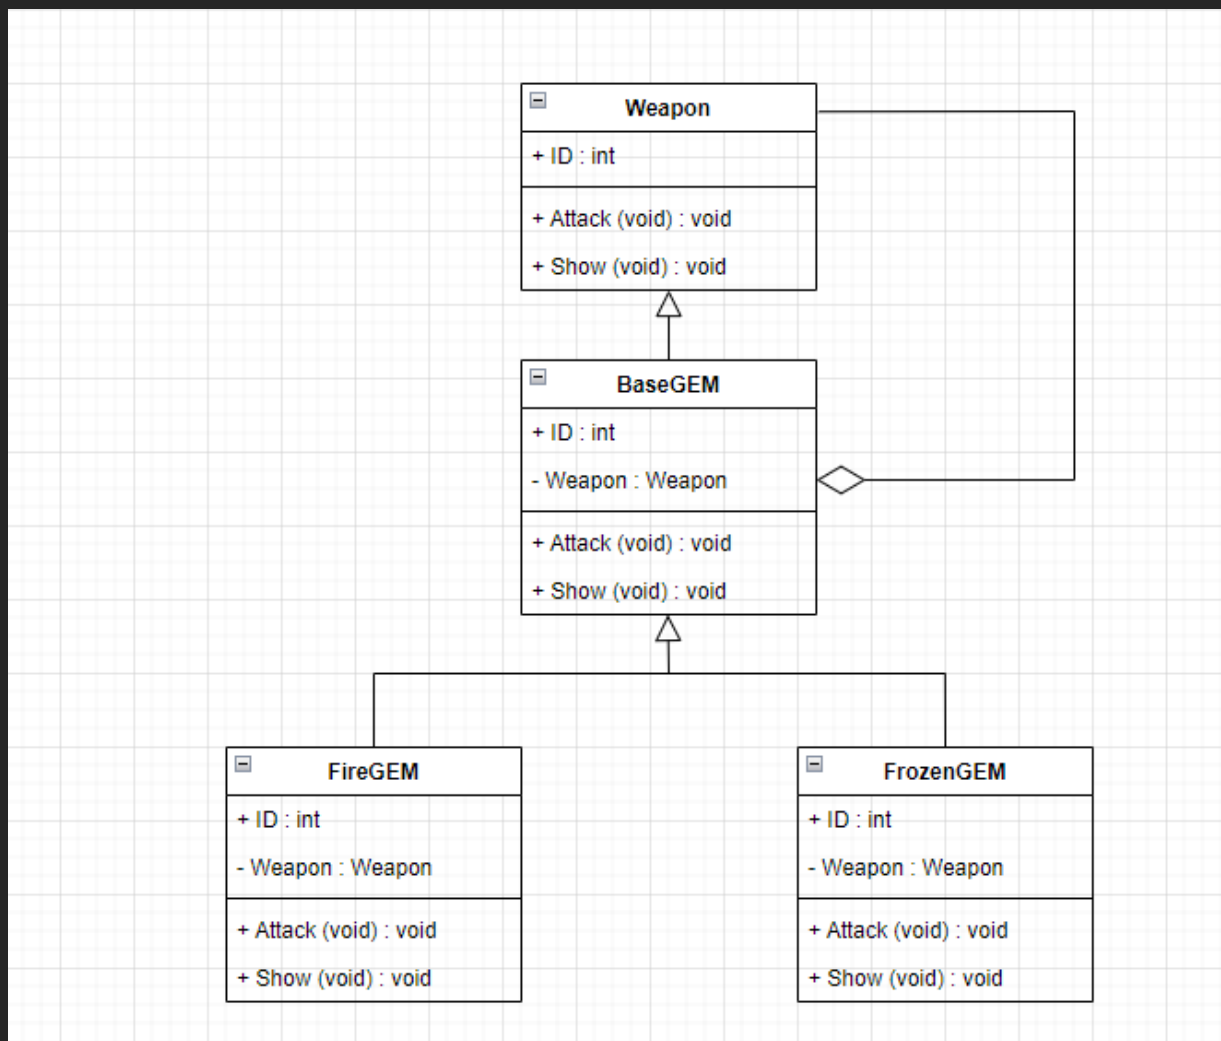 Weapon
+ ID : int
+ Attack (void) : void
+ Show (void) : void
BaseGEM
+ ID : int
- Weapon : Weapon
+ Attack (void) : void
+ Show (void) : void
FireGEM
+ ID : int
- Weapon : Weapon
+ Attack (void) : void
+ Show (void) : void
FrozenGEM
+ ID : int
- Weapon : Weapon
+ Attack (void) : void
+ Show (void) : void